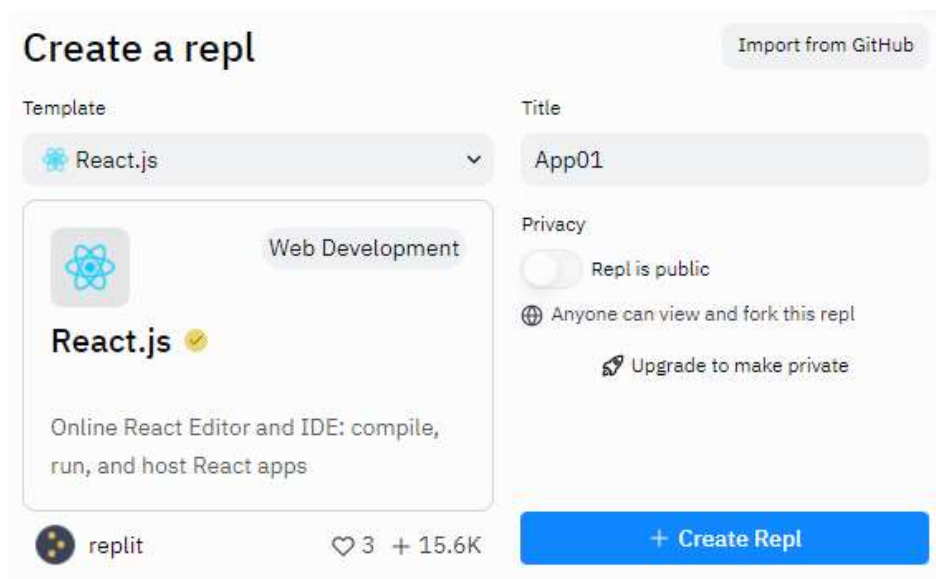 Create a repl
Import from GitHub
Template
React.js
Web Development
React.js
Online React Editor and IDE: compile,
run, and host React apps
replit
3 + 15.6K
Title
App01
Privacy
Repl is public
Anyone can view and fork this repl
Upgrade to make private
+ Create Repl